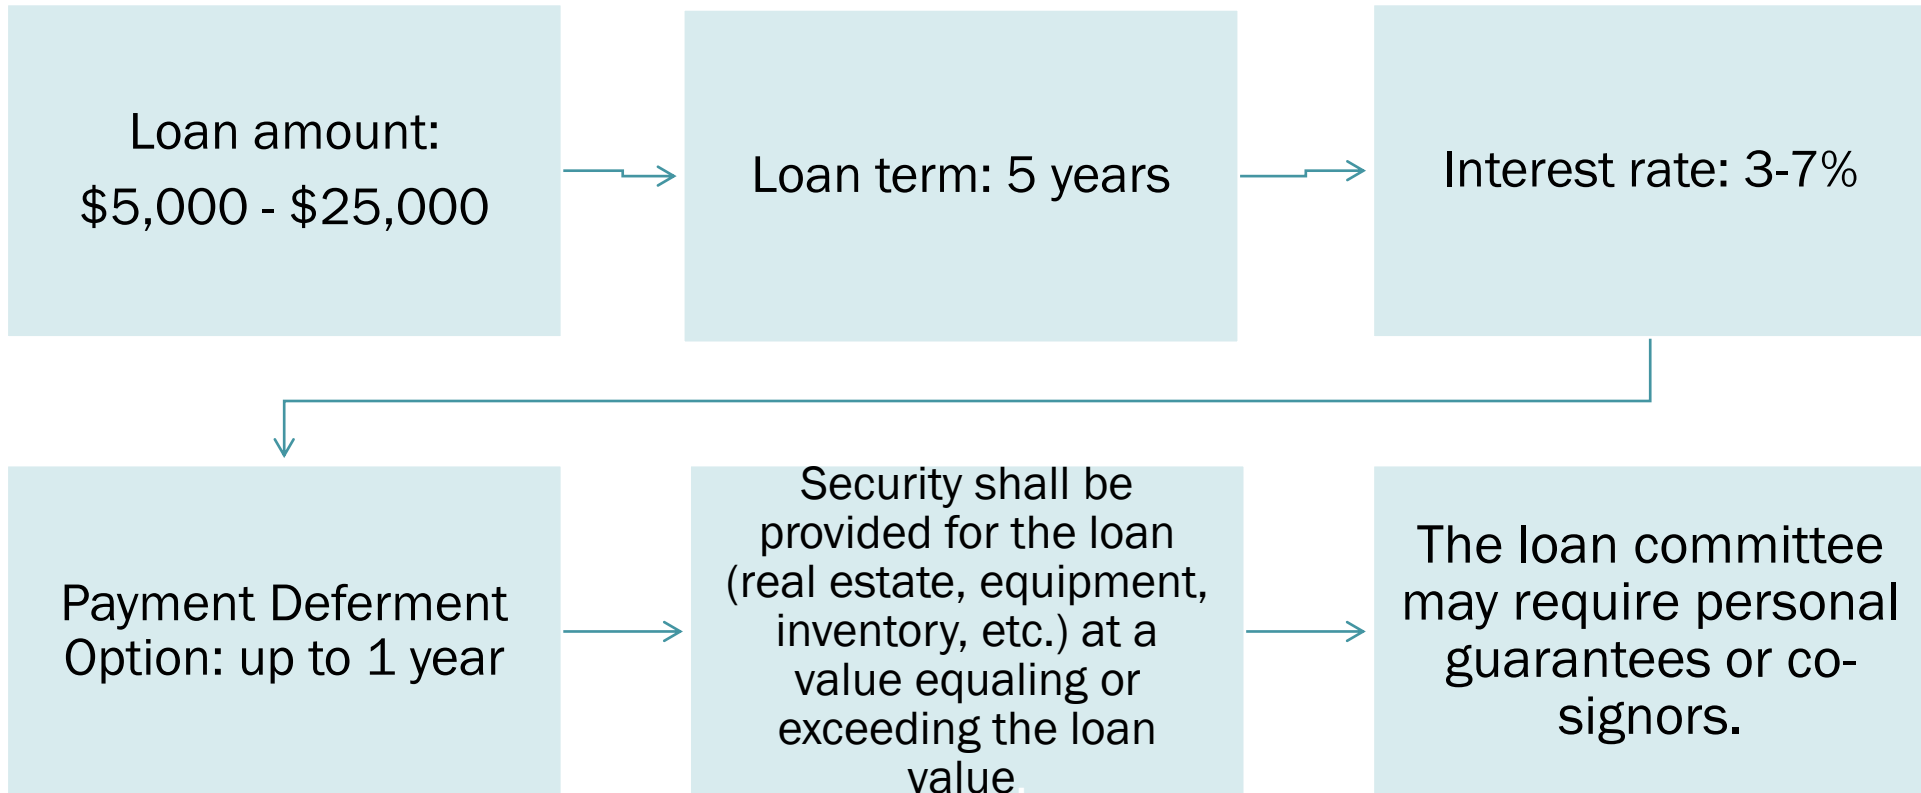 Loan amount:
$5,000 - $25,000
Loan term: 5 years
Interest rate: 3-7%
Payment Deferment
Option: up to 1 year
Security shall be
provided for the loan
(real estate, equipment,
inventory, etc.) at a
value equaling or
exceeding the loan
value.
The loan committee
may require personal
guarantees or co-
signors.